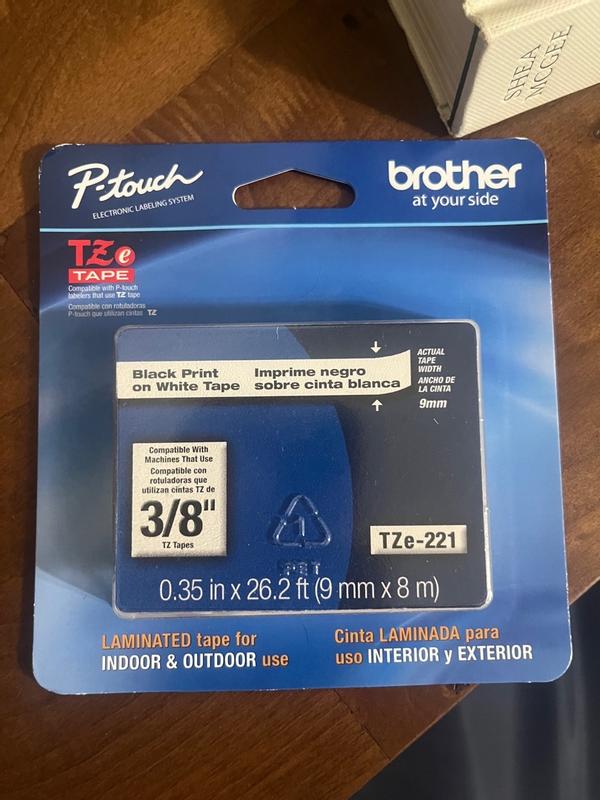 SHEA
MCGEE
P-touch
ELECTRONIC LABELING SYSTEM
brother
at your side
TZe
TAPE
Compatible with P-touch
labelers that use TZ tape
Compatible con rotuladoras
P-touch que utilizan cintas TZ
Black Print
on White Tape
Imprime negro
sobre cinta blanca
ACTUAL
TAPE
WIDTH
ANCHO DE
LA CINTA
9mm
Compatible With
Machines That Use
Compatible con
rotuladoras que
utilizan cintas TZ de
3/8"
TZ Tapes
1
PET
TZe-221
0.35 in x 26.2 ft (9 mm x 8 m)
LAMINATED tape for
INDOOR & OUTDOOR use
Cinta LAMINADA para
uso INTERIOR y EXTERIOR